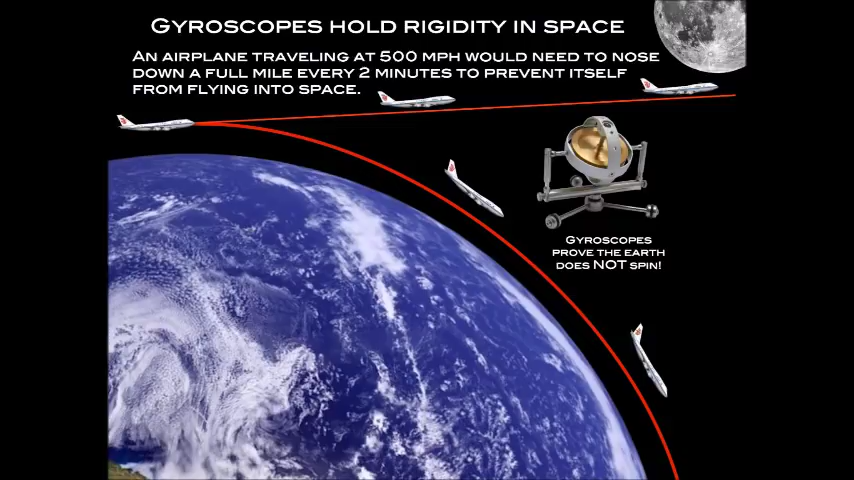 Gyroscopes hold rigidity in space
An airplane traveling at 500 mph would need to nose
down a full mile every 2 minutes to prevent itself
from flying into space.
Gyroscopes
prove the earth
does NOT spin!